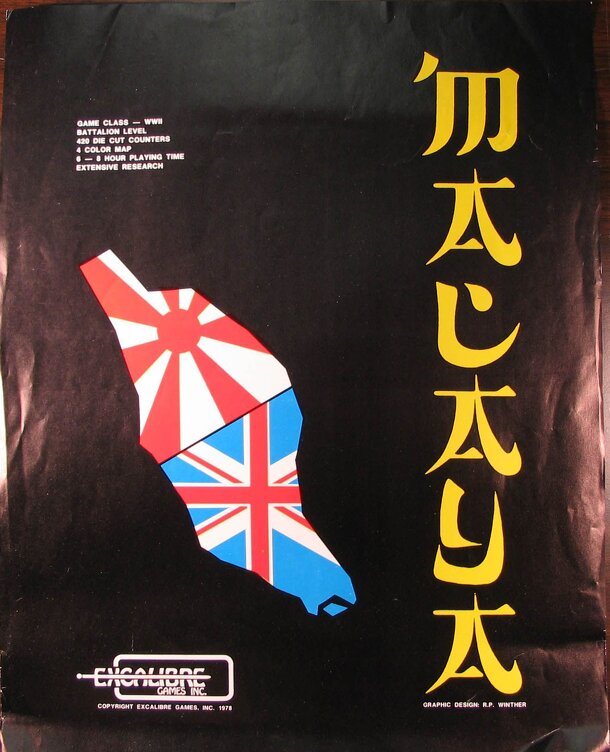 GAME CLASS — WWII
BATTALION LEVEL
420 DIE CUT COUNTERS
4 COLOR MAP
6 — 8 HOUR PLAYING TIME
EXTENSIVE RESEARCH
MALAYA
EXCALIBRE
GAMES INC.
COPYRIGHT EXCALIBRE GAMES, INC. 1978
GRAPHIC DESIGN: R.P. WINTHER